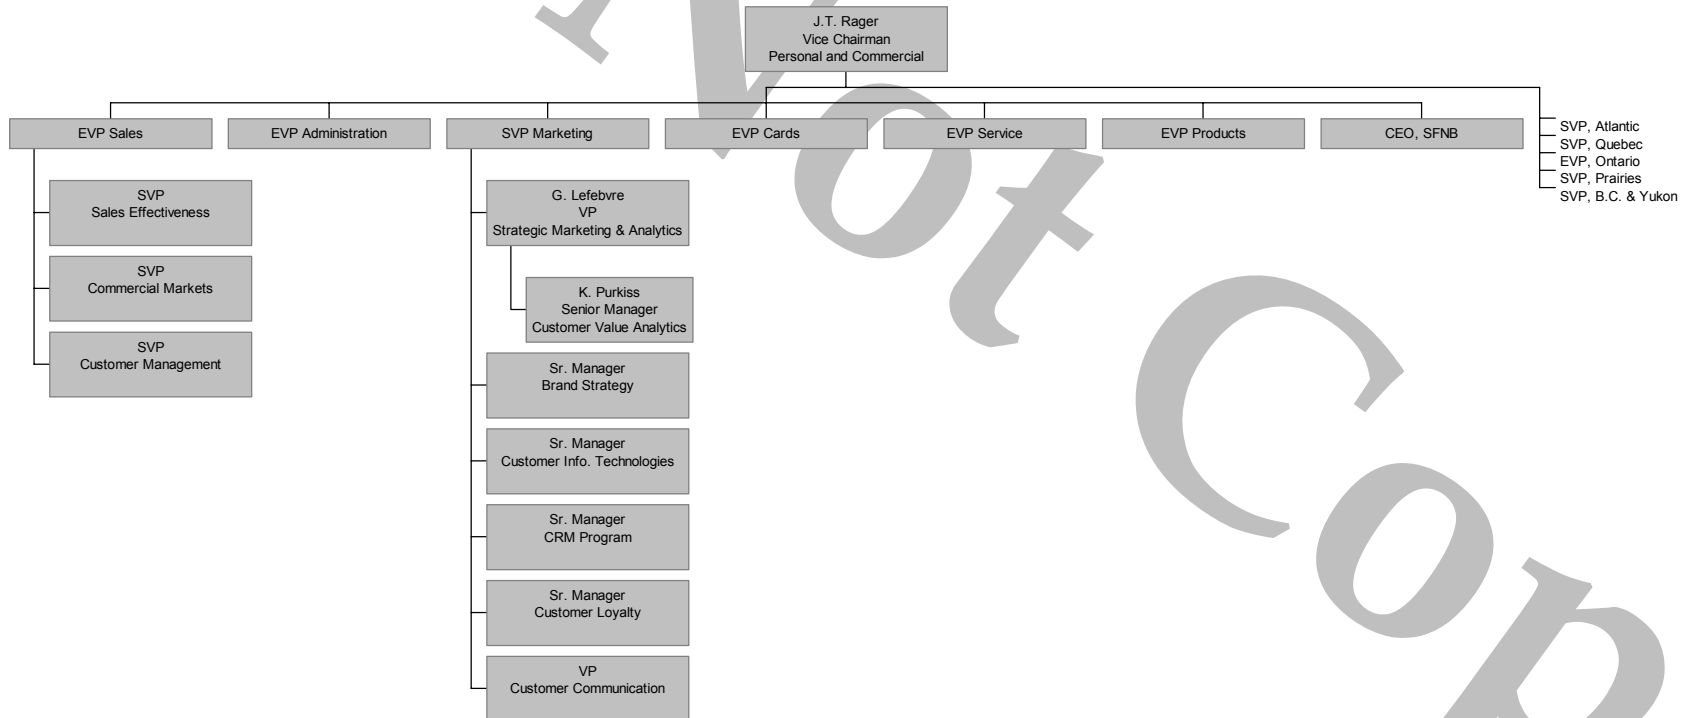 J.T. Rager
Vice Chairman
Personal and Commercial
EVP Sales
EVP Administration
SVP Marketing
EVP Cards
EVP Service
EVP Products
CEO, SFNB
SVP, Atlantic
SVP, Quebec
EVP, Ontario
SVP, Prairies
SVP, B.C. & Yukon
SVP
Sales Effectiveness
SVP
Commercial Markets
SVP
Customer Management
G. Lefebvre
VP
Strategic Marketing & Analytics
K. Purkiss
Senior Manager
Customer Value Analytics
Sr. Manager
Brand Strategy
Sr. Manager
Customer Info. Technologies
Sr. Manager
CRM Program
Sr. Manager
Customer Loyalty
VP
Customer Communication
Not Cop